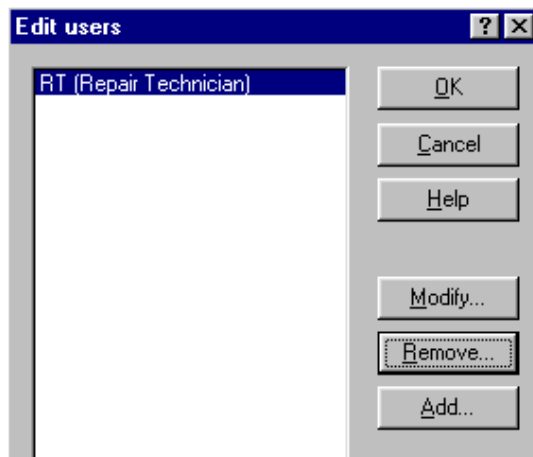 Edit users
RT (Repair Technician)
OK
Cancel
Help
Modify...
Remove...
Add...